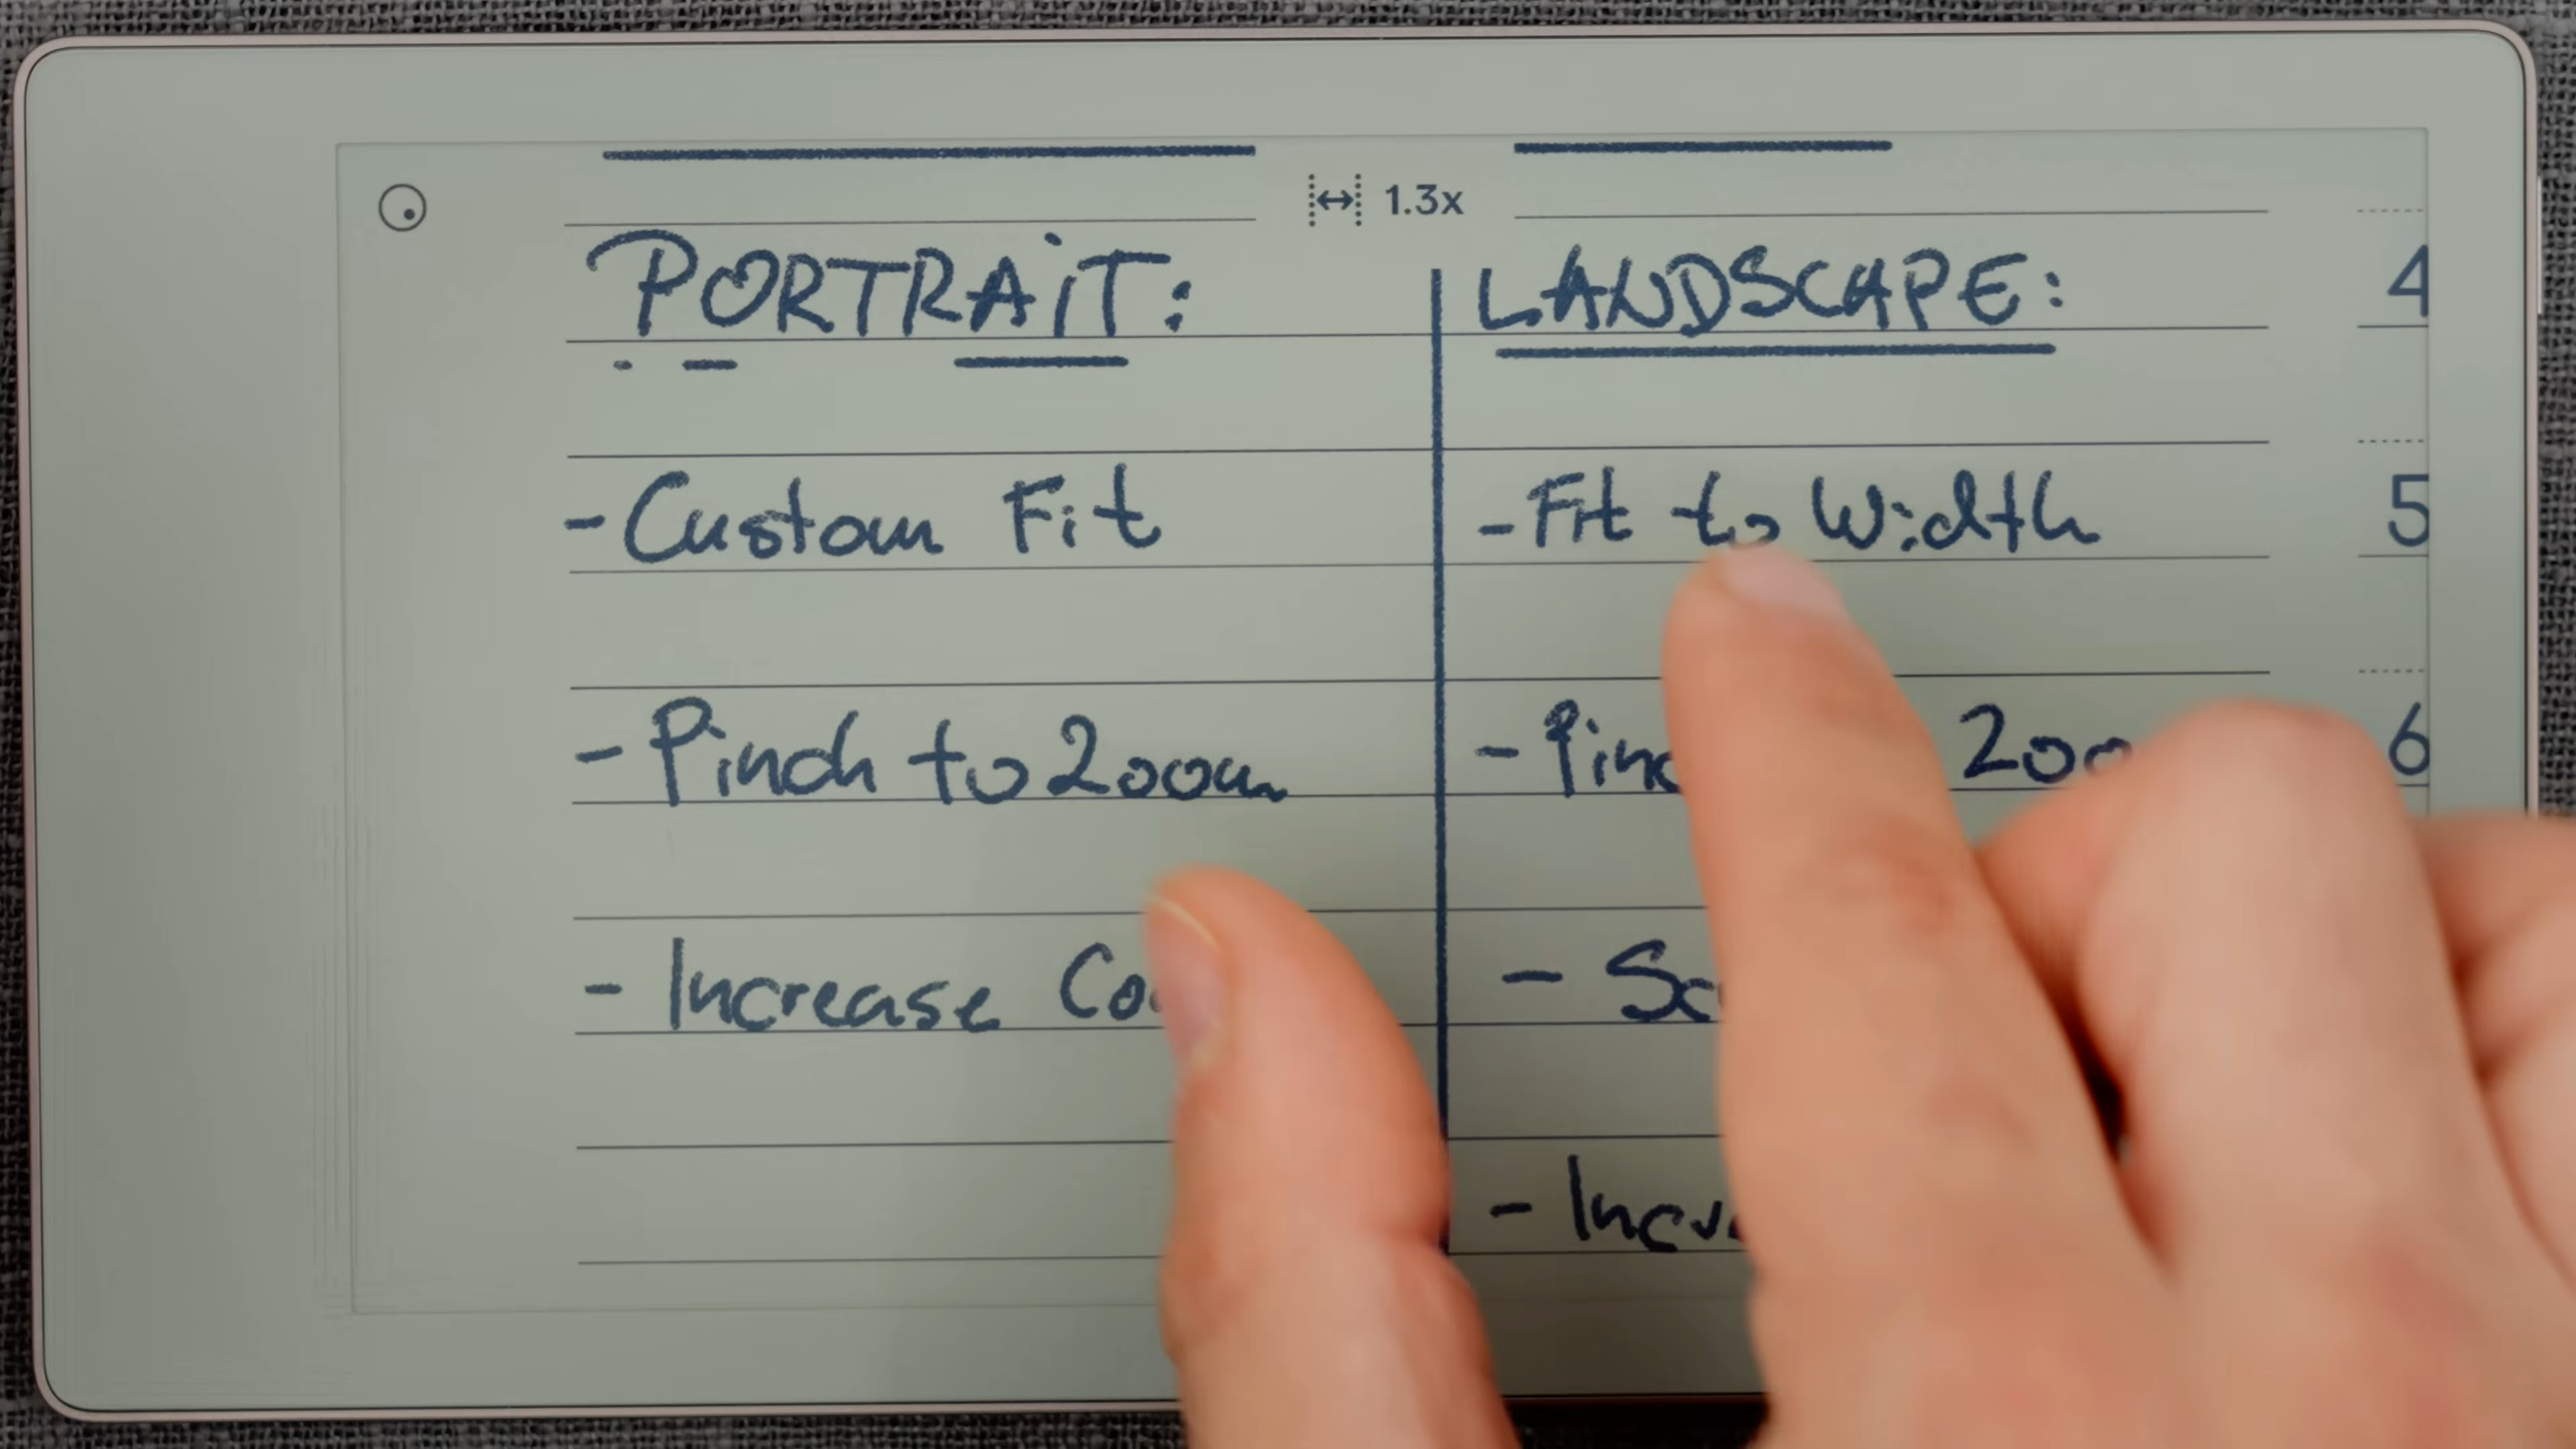 1.3x
PORTRAiT:
LANDSCAPE:
4
- Custom Fit
- Fit to Width
5
- Pinch to zoom
6
- Increase